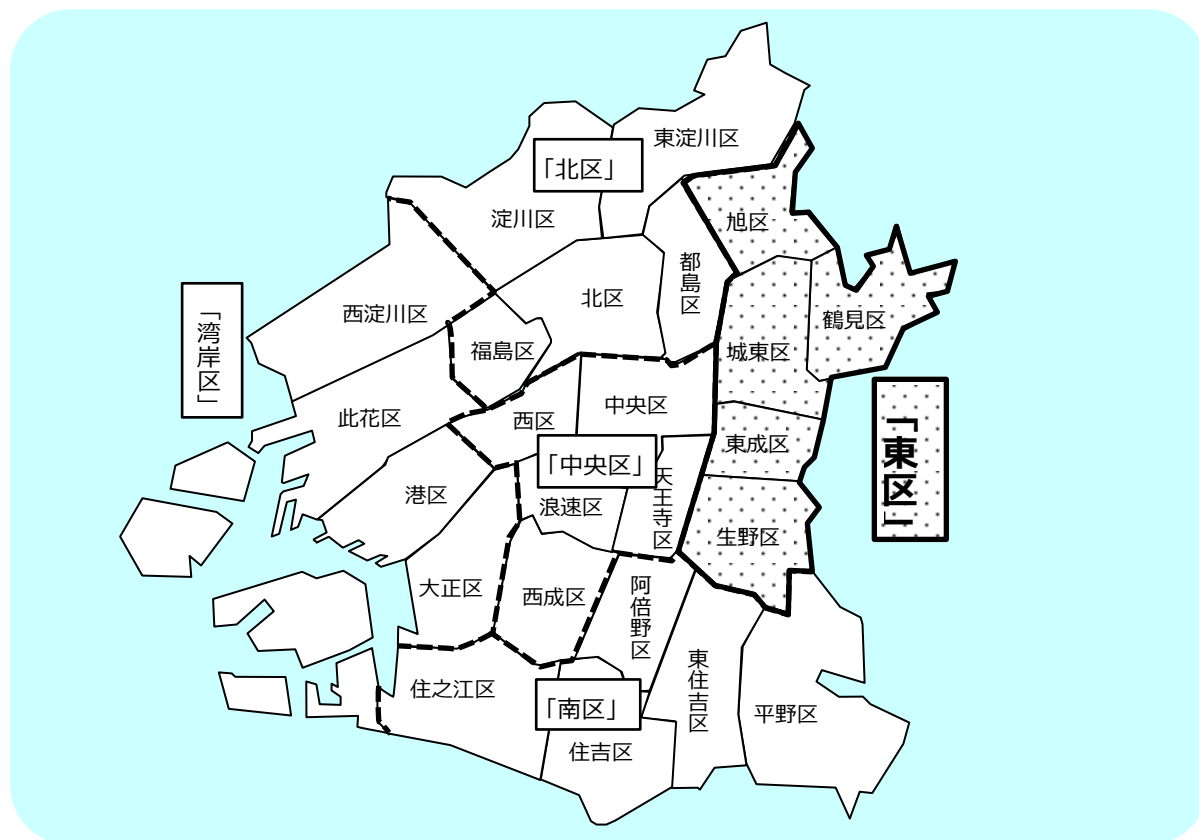 東淀川区
「北区」
淀川区
旭区
都島区
北区
西淀川区
「湾岸区」
福島区
鶴見区
城東区
此花区
西区
中央区
「東区」
東成区
「中央区」
港区
浪速区
天王寺区
生野区
大正区
西成区
阿倍野区
住之江区
東住吉区
「南区」
平野区
住吉区